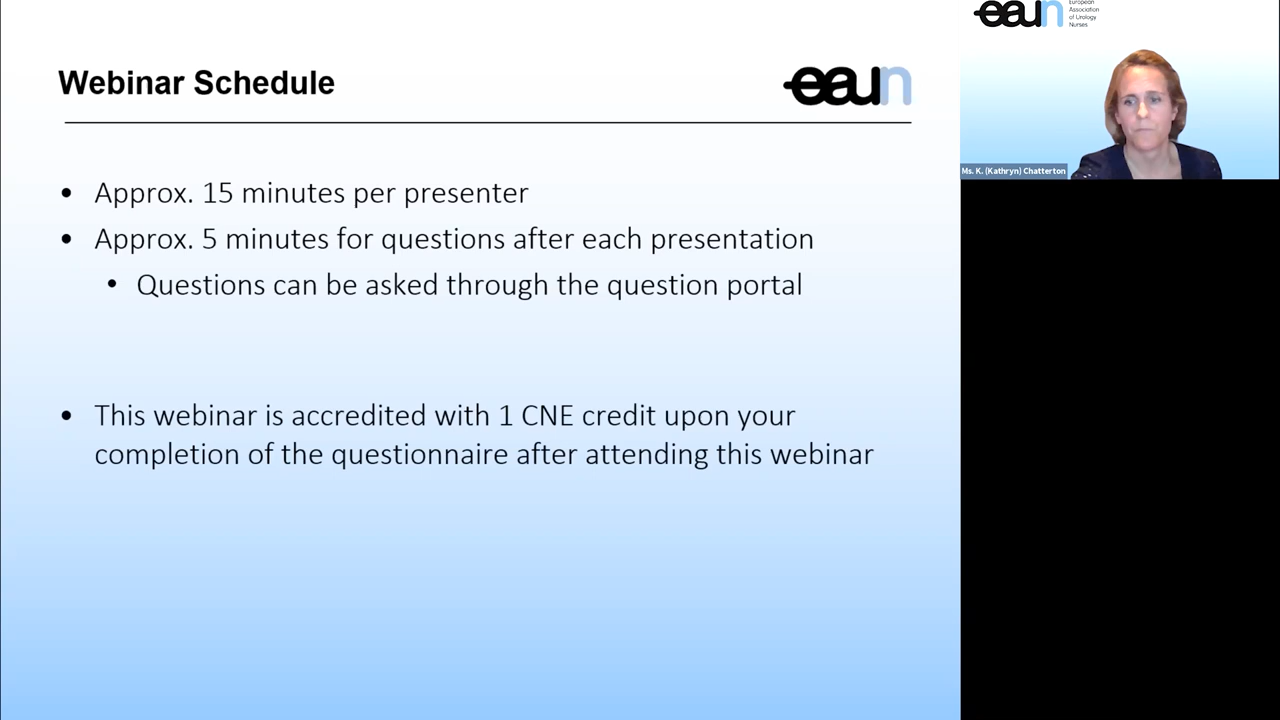 Webinar Schedule
eaun
• Approx. 15 minutes per presenter
• Approx. 5 minutes for questions after each presentation
• Questions can be asked through the question portal
• This webinar is accredited with 1 CNE credit upon your
completion of the questionnaire after attending this webinar
eaun
European
Association
of Urology
Nurses
Ms. K. (Kathryn) Chatterton